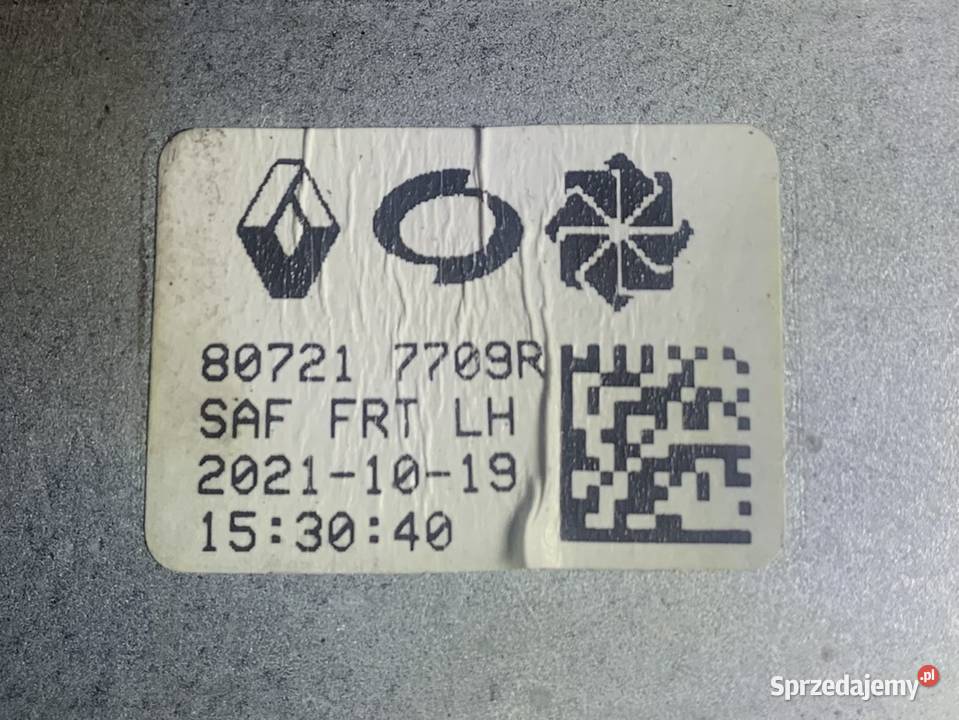 80721 7709R
SAF FRT LH
2021-10-19
15:30:40
Sprzedajemy.pl